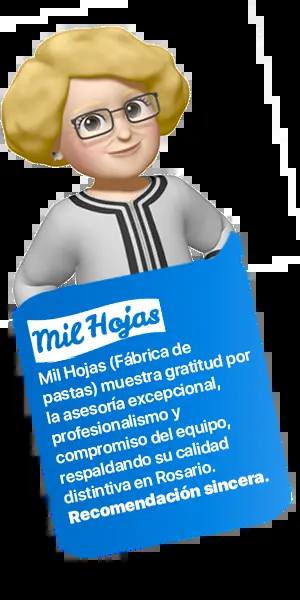 Mil Hojas
Mil Hojas (Fábrica de
pastas) muestra gratitud por
la asesoría excepcional,
profesionalismo y
compromiso del equipo,
respaldando su calidad
distintiva en Rosario.
Recomendación sincera.